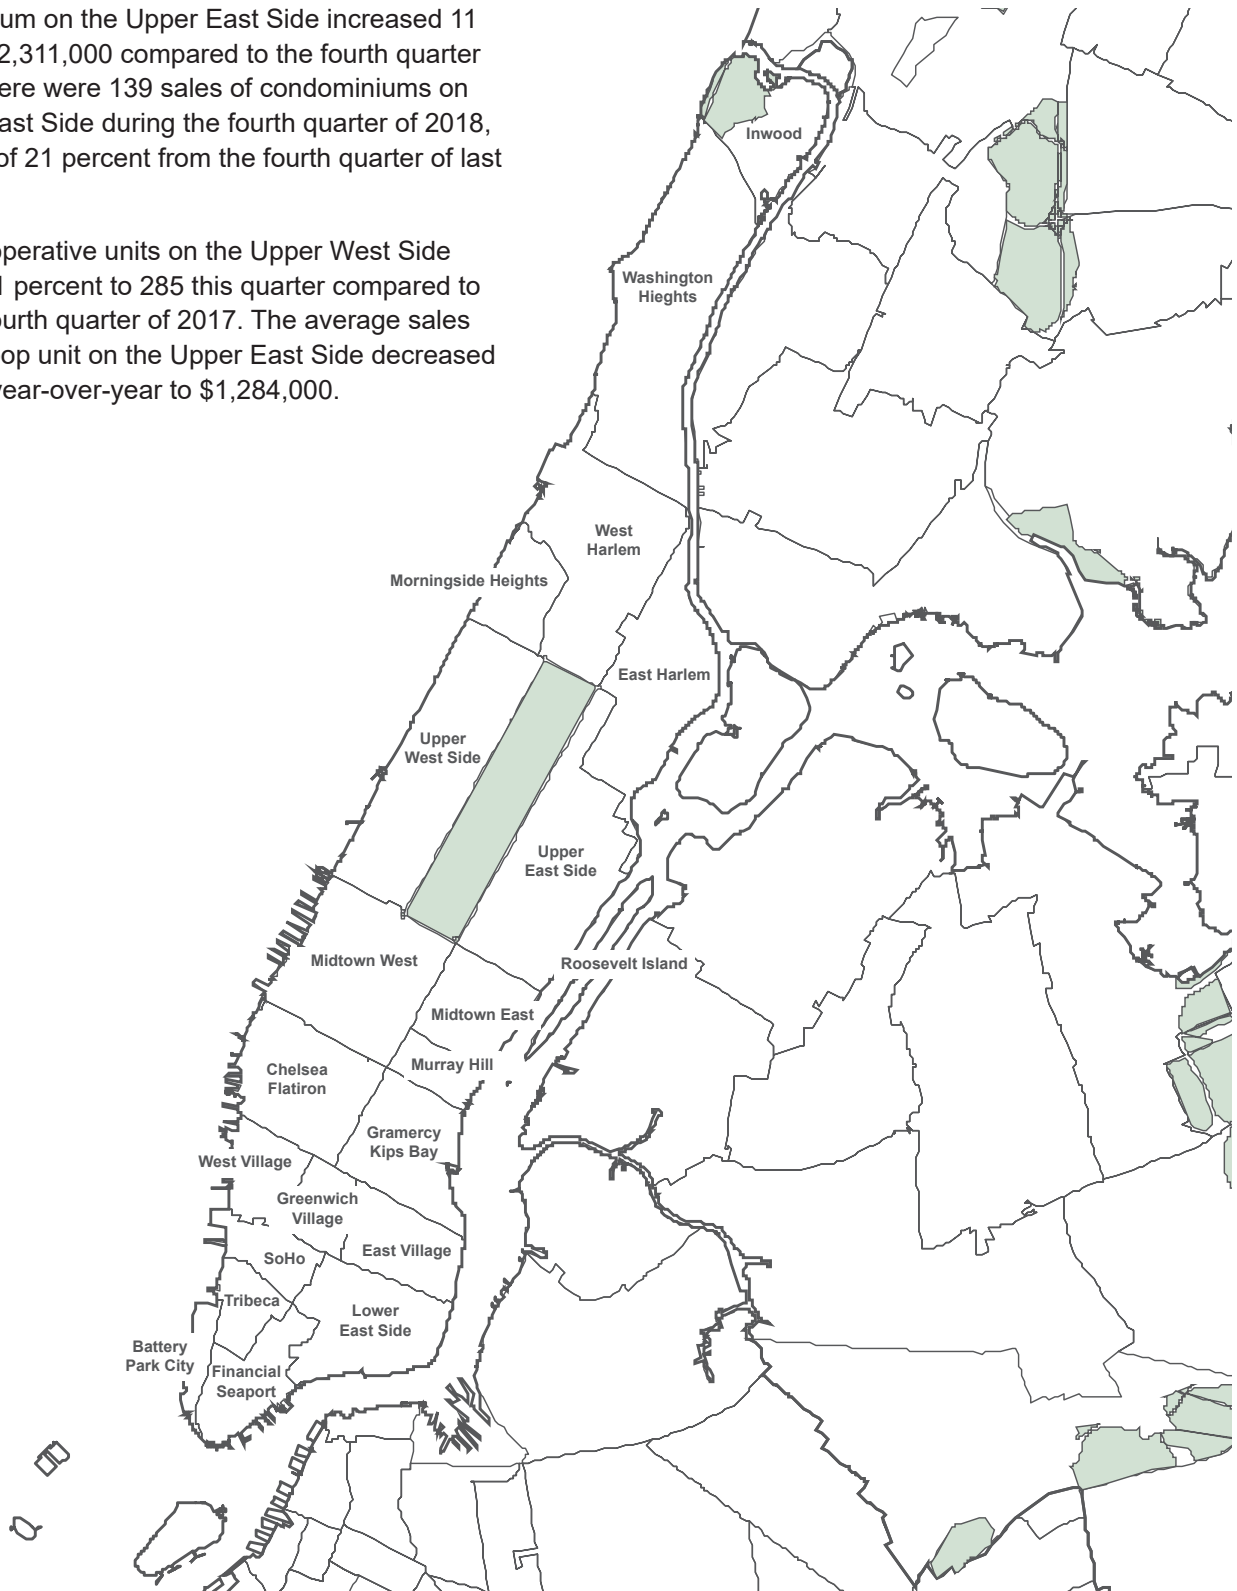 um on the Upper East Side increased 11
2,311,000 compared to the fourth quarter
ere were 139 sales of condominiums on
ast Side during the fourth quarter of 2018,
of 21 percent from the fourth quarter of last
operative units on the Upper West Side
percent to 285 this quarter compared to
ourth quarter of 2017. The average sales
op unit on the Upper East Side decreased
year-over-year to $1,284,000.
Inwood
Washington
Hieghts
West
Harlem
Morningside Heights
East Harlem
Upper
West Side
Upper
East Side
Midtown West
Roosevelt Island
Midtown East
Murray Hill
Chelsea
Flatiron
Gramercy
Kips Bay
West Village
Greenwich
Village
East Village
SoHo
Tribeca
Lower
East Side
Battery
Park City
Financial
Seaport